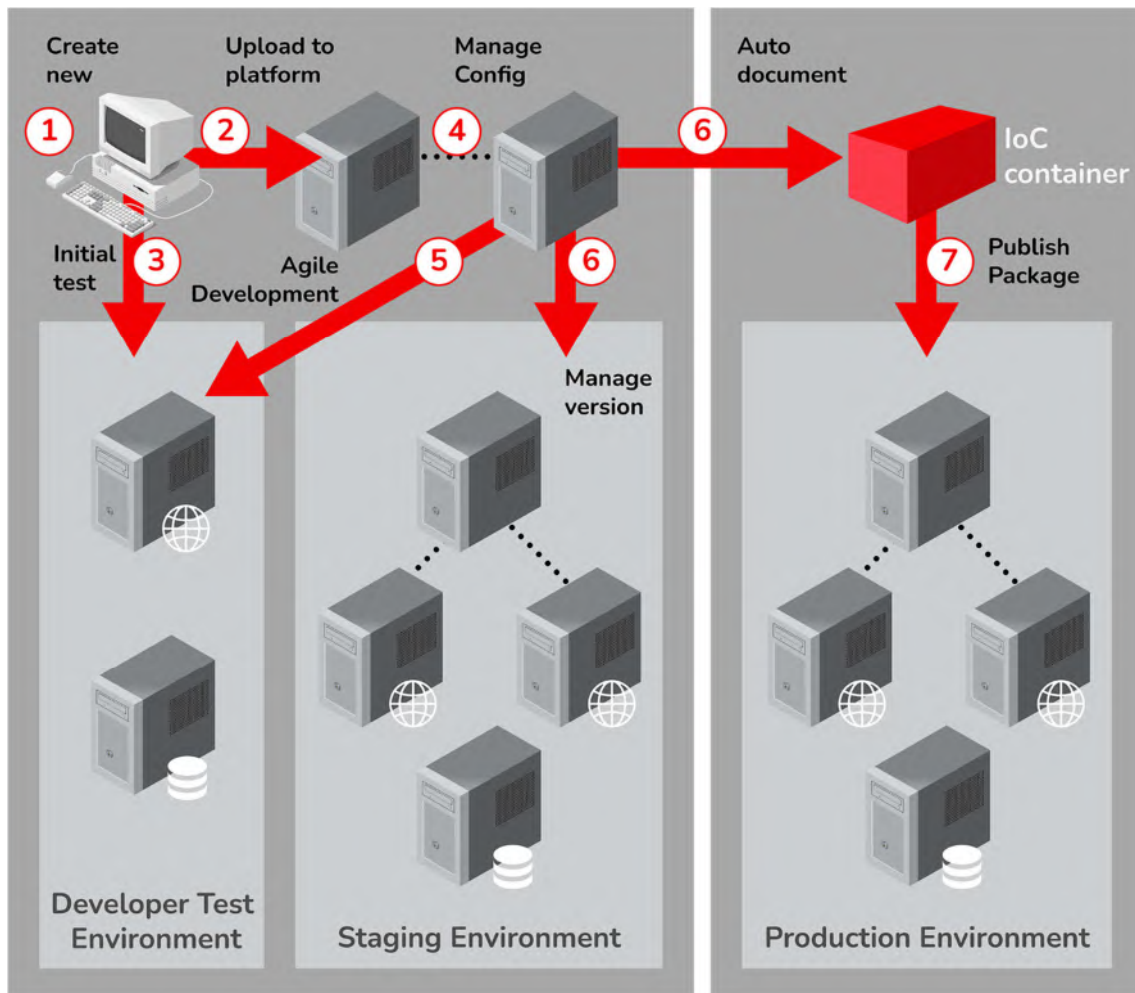 Create
new
Upload to
platform
Manage
Config
Auto
document
1
2
4
6
IoC
container
Initial
test
3
Agile
Development
5
6
7
Publish
Package
Manage
version
Developer Test
Environment
Staging Environment
Production Environment